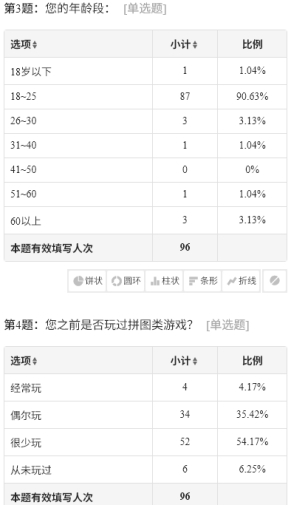 第3题：您的年龄段： [单选题]
选项 小计 比例
18岁以下 1 1.04%
18~25 87 90.63%
26~30 3 3.13%
31~40 1 1.04%
41~50 0 0%
51~60 1 1.04%
60以上 3 3.13%
本题有效填写人次 96
饼状 圆环 柱状 条形 折线
第4题：您之前是否玩过拼图类游戏？ [单选题]
选项 小计 比例
经常玩 4 4.17%
偶尔玩 34 35.42%
很少玩 52 54.17%
从未玩过 6 6.25%
本题有效填写人次 96